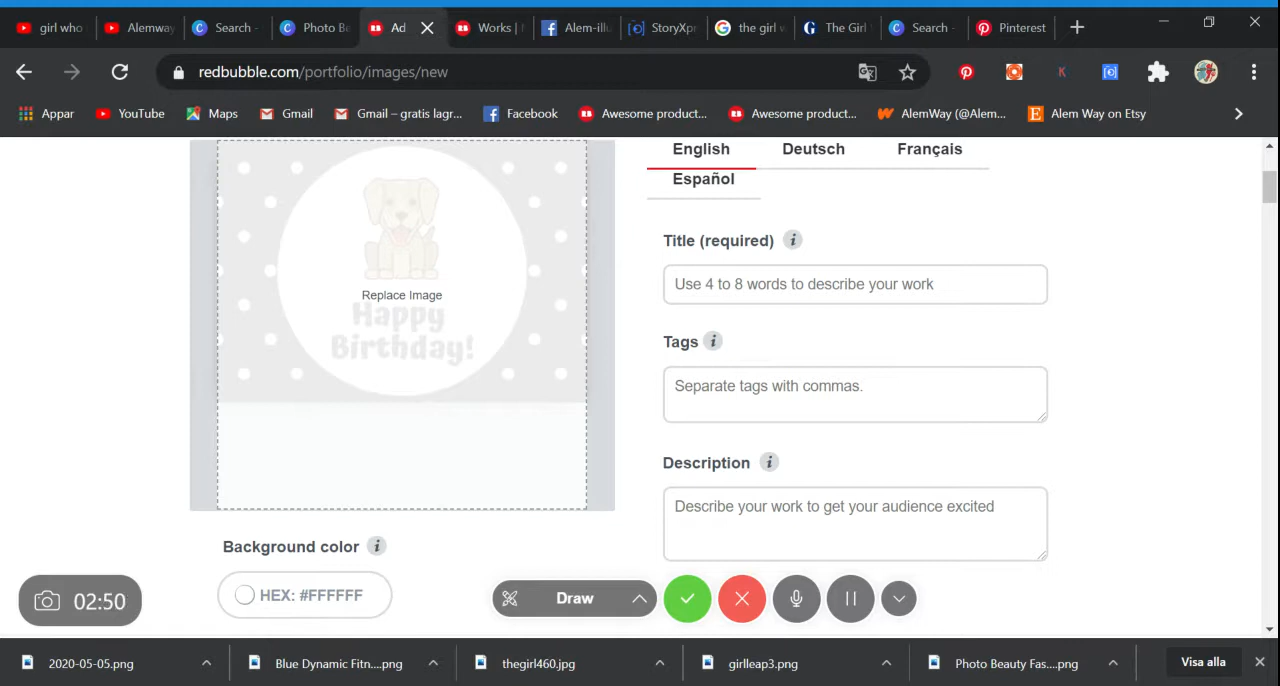 girl who
Alemway
Search -
Photo Be
Ad
Works |
Alem-illu
StoryXpr
the girl w
The Girl
Search -
Pinterest
redbubble.com/portfolio/images/new
Appar
YouTube
Maps
Gmail
Gmail – gratis lagr...
Facebook
Awesome product...
Awesome product...
AlemWay (@Alem...
Alem Way on Etsy
English
Deutsch
Français
Español
Replace Image
Happy
Birthday!
Title (required)
Use 4 to 8 words to describe your work
Tags
Separate tags with commas.
Description
Describe your work to get your audience excited
Background color
HEX: #FFFFFF
02:50
Draw
2020-05-05.png
Blue Dynamic Fitn....png
thegirl460.jpg
girlleap3.png
Photo Beauty Fas....png
Visa alla